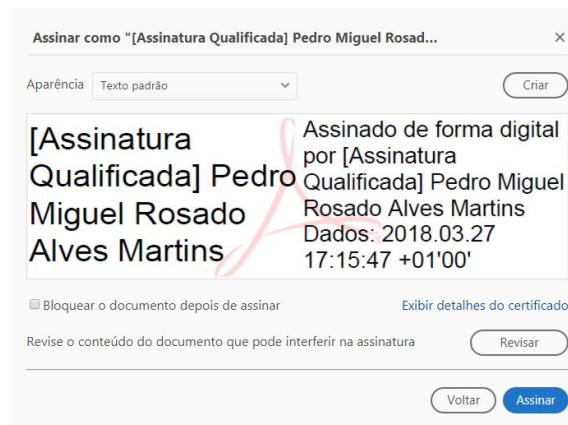 Assinar como "[Assinatura Qualificada] Pedro Miguel Rosad...
Aparência
Texto padrão
Criar
[Assinatura
Qualificada] Pedro
Miguel Rosado
Alves Martins
Assinado de forma digital
por [Assinatura
Qualificada] Pedro Miguel
Rosado Alves Martins
Dados: 2018.03.27
17:15:47 +01'00'
Bloquear o documento depois de assinar
Exibir detalhes do certificado
Revise o conteúdo do documento que pode interferir na assinatura
Revisar
Voltar
Assinar